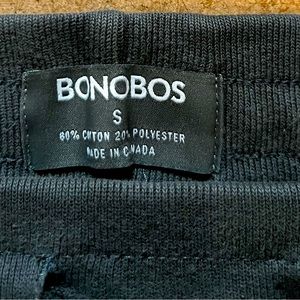 BONOBOS
S
80% COTTON 20% POLYESTER
MADE IN CANADA